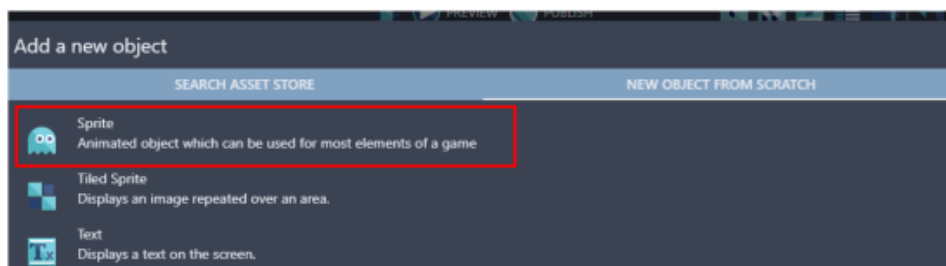 PREVIEW PUBLISH
Add a new object
SEARCH ASSET STORE NEW OBJECT FROM SCRATCH
Sprite
Animated object which can be used for most elements of a game
Tiled Sprite
Displays an image repeated over an area.
Text
Tx
Displays a text on the screen.